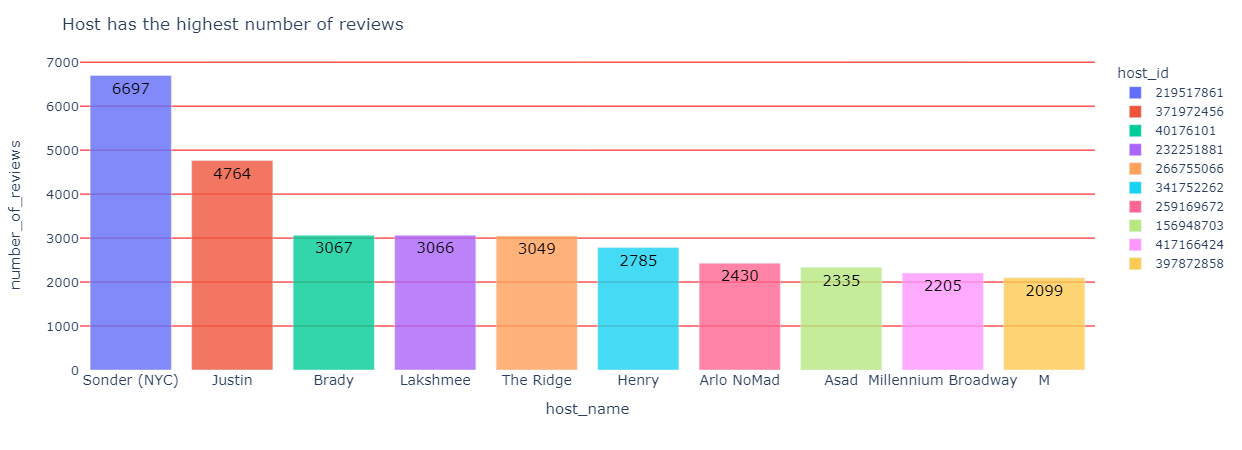 Host has the highest number of reviews
number_of_reviews
7000
6000
5000
4000
3000
2000
1000
0
6697
4764
3067
3066
3049
2785
2430
2335
2205
2099
Sonder (NYC)
Justin
Brady
Lakshmee
The Ridge
Henry
Arlo NoMad
Asad
Millennium Broadway
M
host_name
host_id
219517861
371972456
40176101
232251881
266755066
341752262
259169672
156948703
417166424
397872858